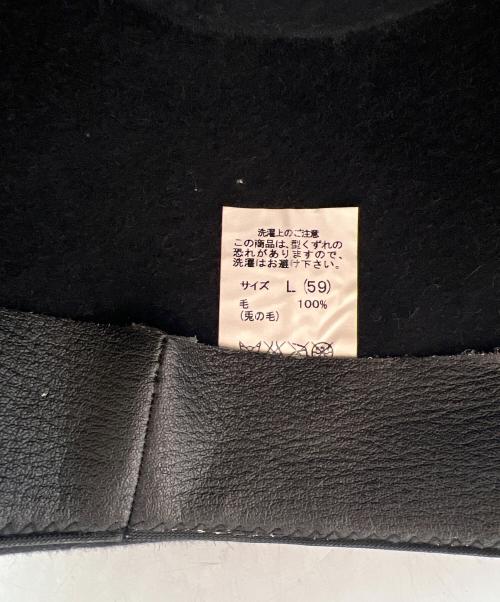 洗濯上のご注意
この商品は、型くずれの
恐れがありますので、
洗濯はお避け下さい。
サイズ L (59)
毛 100%
(兎の毛)